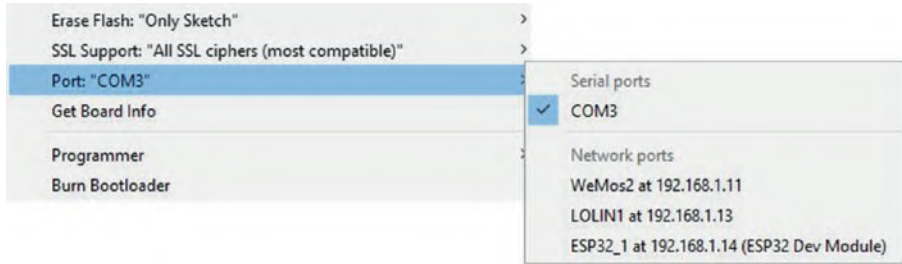 Erase Flash: "Only Sketch"
SSL Support: "All SSL ciphers (most compatible)"
Port: "COM3"
Get Board Info
Programmer
Burn Bootloader
Serial ports
COM3
Network ports
WeMos2 at 192.168.1.11
LOLIN1 at 192.168.1.13
ESP32_1 at 192.168.1.14 (ESP32 Dev Module)